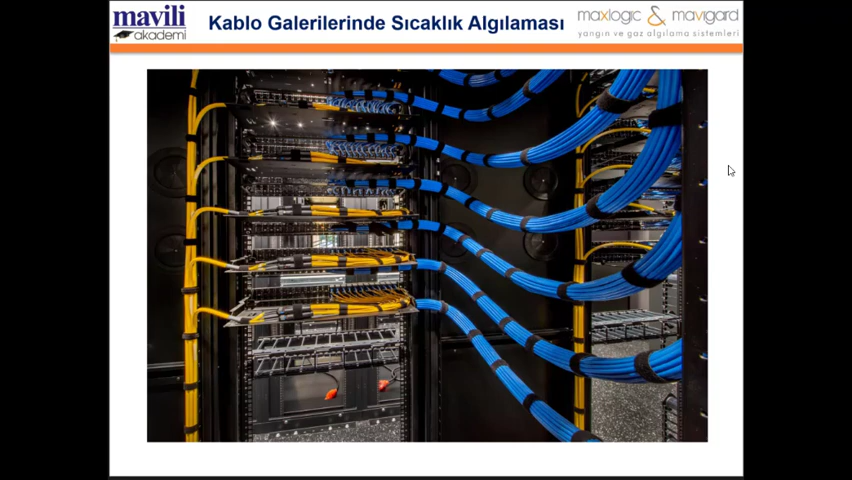 mavili
akademi
Kablo Galerilerinde Sıcaklık Algılaması
maxlogic & mavigard
yangın ve gaz algılama sistemleri